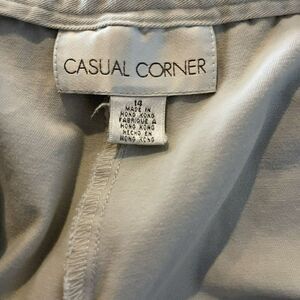 CASUAL CORNER
14
MADE IN
HONG KONG
FABRIQUE A
HONG KONG
HECHO EN
HONG KONG